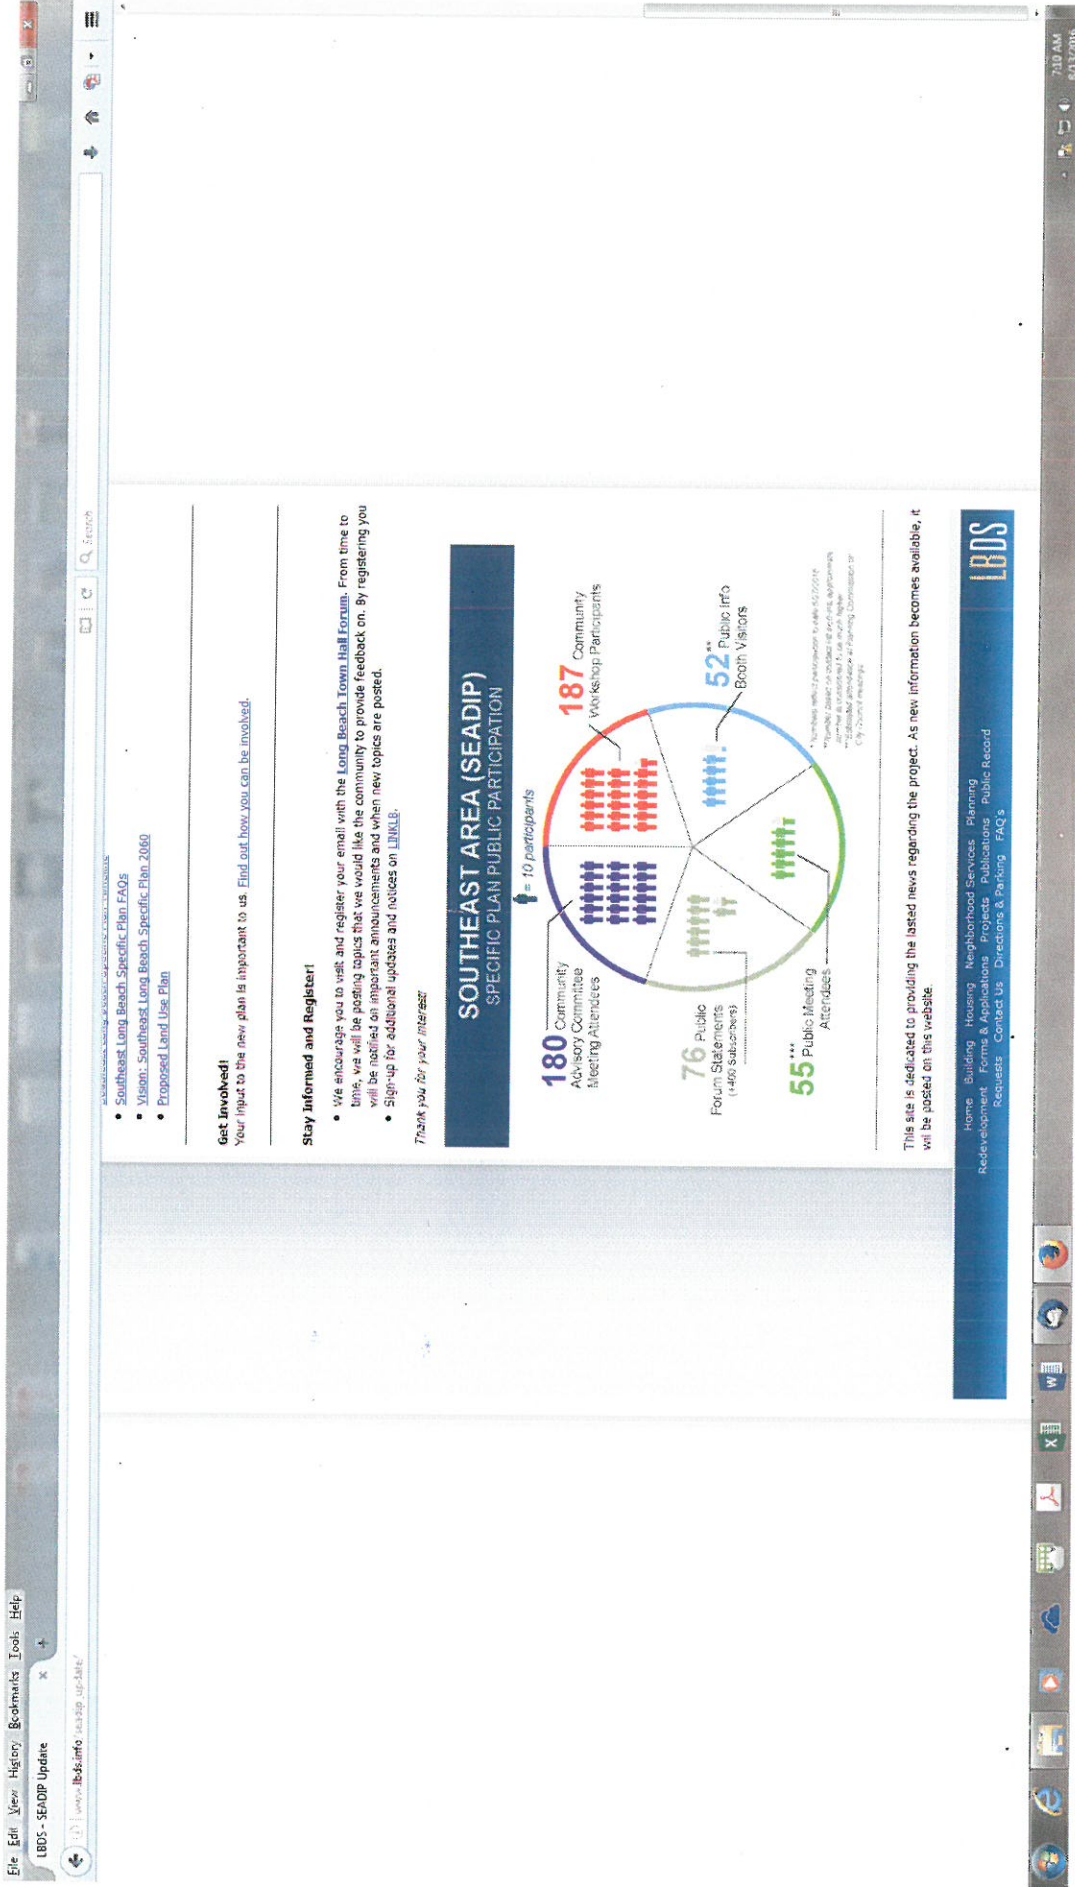 File Edit View History Bookmarks Tools Help
LBDS - SEADIP Update
www.lbds.info/seadip_update/
Search
Southeast Long Beach Specific Plan FAQs
Vision: Southeast Long Beach Specific Plan 2060
Proposed Land Use Plan
Get Involved!
Your input to the new plan is important to us. Find out how you can be involved.
Stay Informed and Register!
We encourage you to visit and register your email with the Long Beach Town Hall Forum. From time to
time, we will be posting topics that we would like the community to provide feedback on. By registering you
will be notified on important announcements and when new topics are posted.
Sign-up for additional updates and notices on LINKLB.
Thank you for your interest!
SOUTHEAST AREA (SEADIP)
SPECIFIC PLAN PUBLIC PARTICIPATION
= 10 participants
180 Community
Advisory Committee
Meeting Attendees
187 Community
Workshop Participants
76 Public
Forum Statements
(+400 Subscribers)
52** Public Info
Booth Visitors
55*** Public Meeting
Attendees
City Council meetings
This site is dedicated to providing the lasted news regarding the project. As new information becomes available, it
will be posted on this website.
Home Building Housing Neighborhood Services Planning
Redevelopment Forms & Applications Projects Publications Public Record
Requests Contact Us Directions & Parking FAQ's
LBDS
7:10 AM
6/13/2016